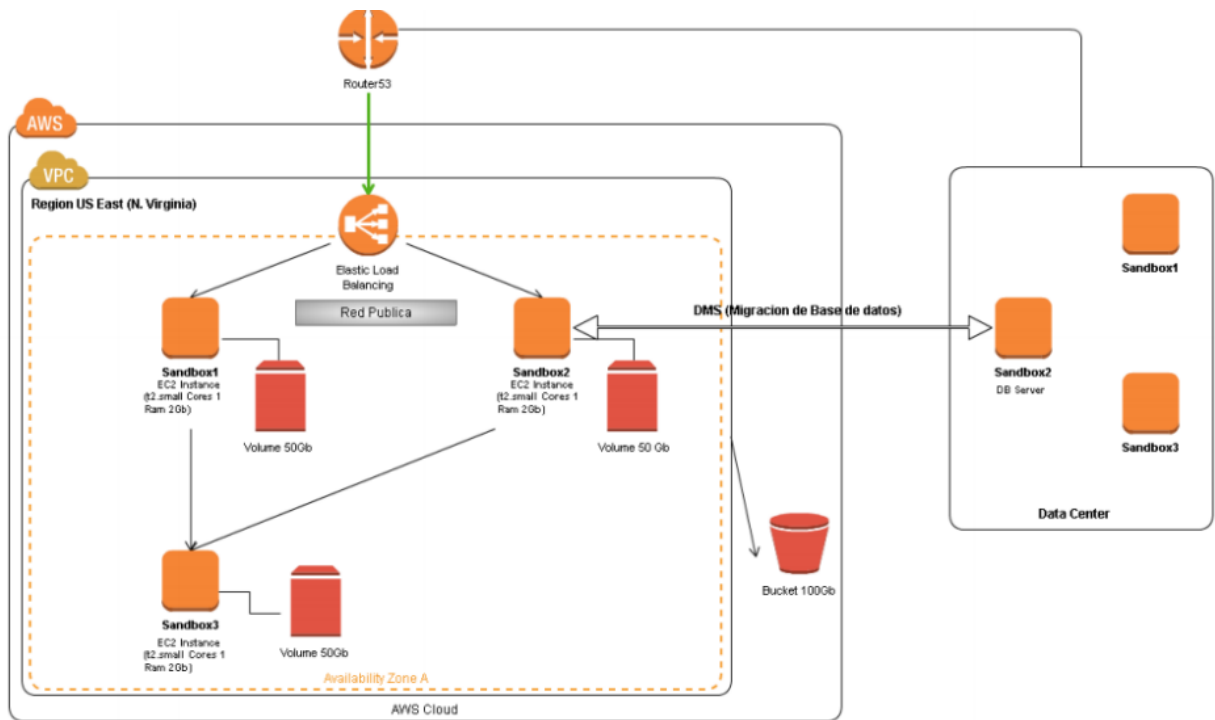 Router53
AWS
VPC
Region US East (N. Virginia)
Elastic Load
Balancing
Red Publica
Sandbox1
EC2 Instance
(t2.small Cores 1
Ram 2Gb)
Volume 50Gb
Sandbox2
EC2 Instance
(t2.small Cores 1
Ram 2Gb)
Volume 50 Gb
DMS (Migracion de Base de datos)
Sandbox1
Sandbox2
DB Server
Sandbox3
Data Center
Bucket 100Gb
Sandbox3
EC2 Instance
(t2.small Cores 1
Ram 2Gb)
Volume 50Gb
Availability Zone A
AWS Cloud